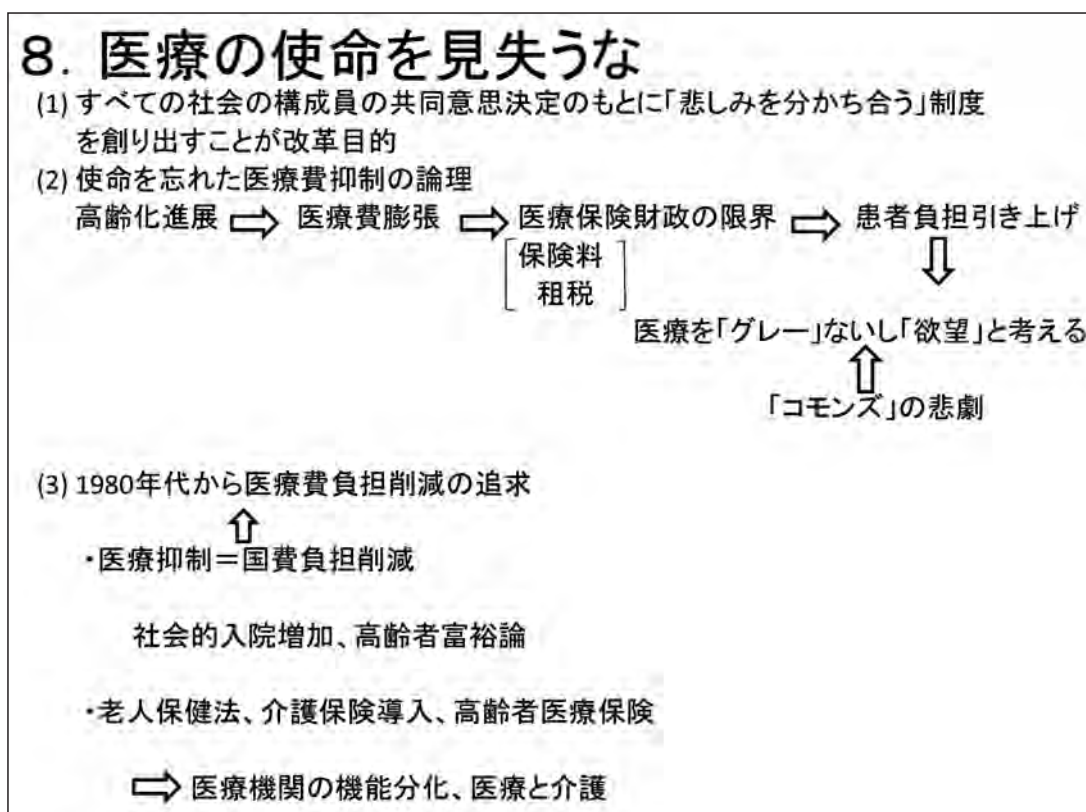 8. 医療の使命を見失うな
(1) すべての社会の構成員の共同意思決定のもとに「悲しみを分かち合う」制度
を創り出すことが改革目的
(2) 使命を忘れた医療費抑制の論理
高齢化進展 ⇨ 医療費膨張 ⇨ 医療保険財政の限界 ⇨ 患者負担引き上げ
保険料
租税
⇩
医療を「グレー」ないし「欲望」と考える
⇧
「コモンズ」の悲劇
(3) 1980年代から医療費負担削減の追求
⇧
・医療抑制=国費負担削減
社会的入院増加、高齢者富裕論
・老人保健法、介護保険導入、高齢者医療保険
⇨ 医療機関の機能分化、医療と介護